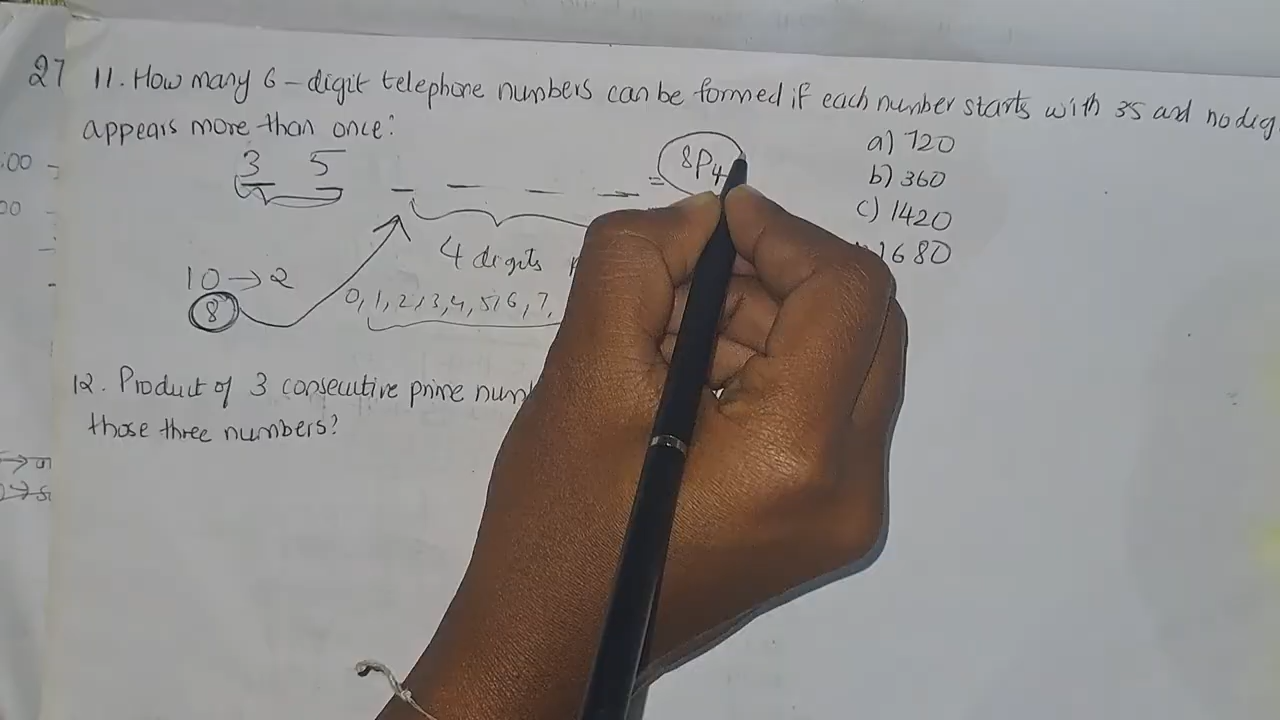 27 11. How many 6-digit telephone numbers can be formed if each number starts with 35 and no dig
appears more than once?
3 5 _ _ _ _ = 8P4
a) 720
b) 360
c) 1420
1680
4 digits
10 → 2
8
0,1,2,3,4,5,6,7,
12. Product of 3 consecutive prime num
those three numbers?
:00
00